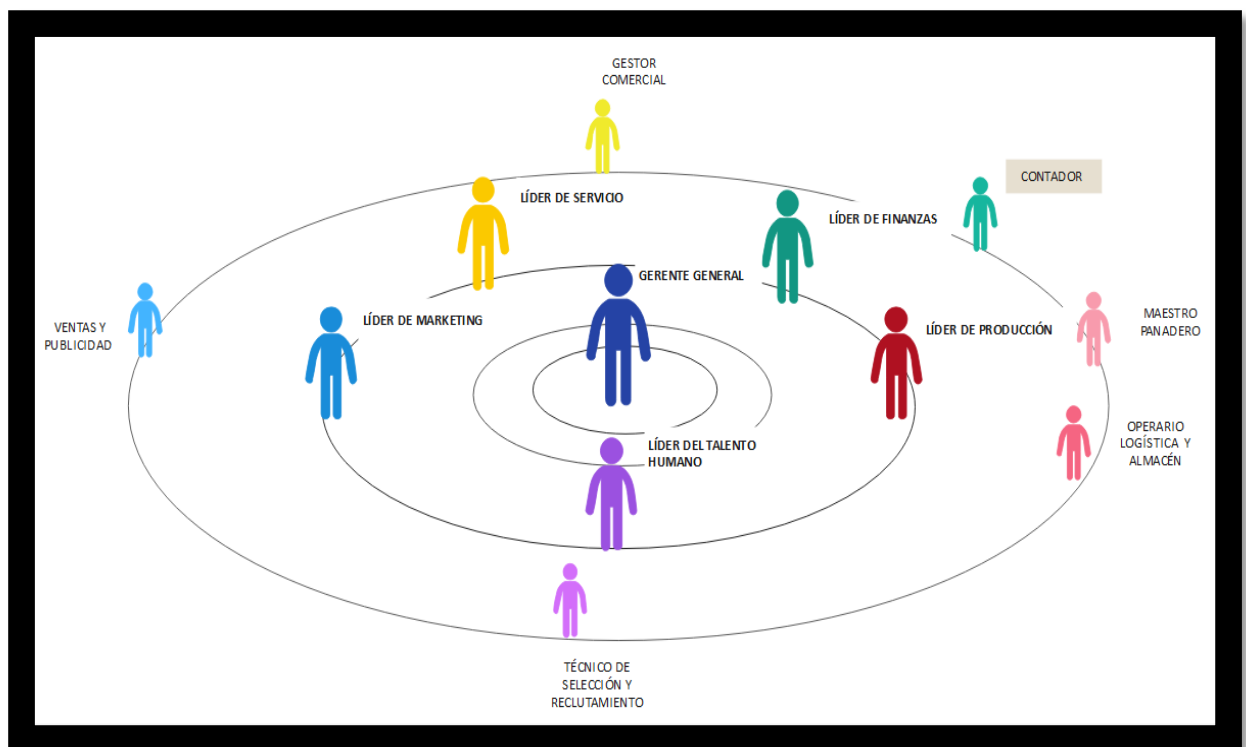 GESTOR
COMERCIAL
CONTADOR
LÍDER DE SERVICIO
LÍDER DE FINANZAS
GERENTE GENERAL
MAESTRO
PANADERO
LÍDER DE MARKETING
LÍDER DE PRODUCCIÓN
VENTAS Y
PUBLICIDAD
OPERARIO
LOGÍSTICA Y
ALMACÉN
LÍDER DEL TALENTO
HUMANO
TÉCNICO DE
SELECCIÓN Y
RECLUTAMIENTO